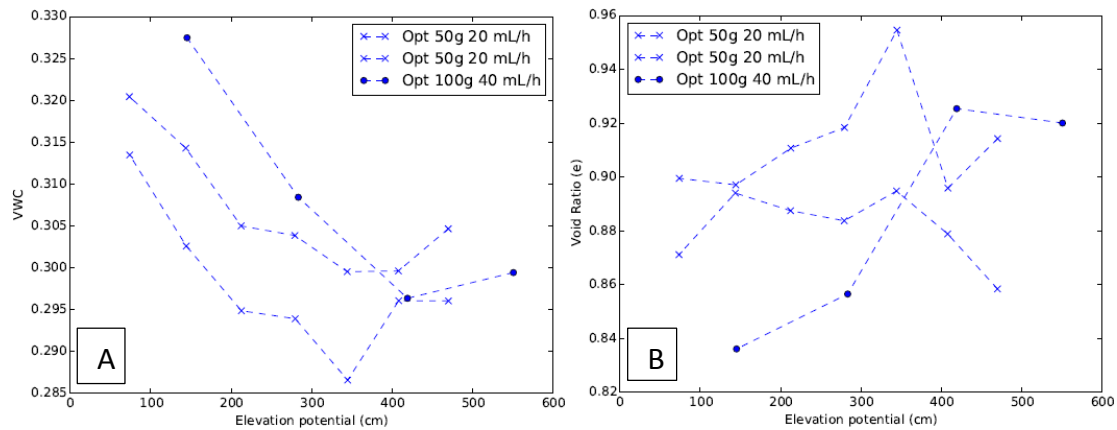 0.330
0.325
0.320
0.315
0.310
0.305
0.300
0.295
0.290
0.285
VWC
Opt 50g 20 mL/h
Opt 50g 20 mL/h
Opt 100g 40 mL/h
A
0 100 200 300 400 500 600
Elevation potential (cm)
0.96
0.94
0.92
0.90
0.88
0.86
0.84
0.82
Void Ratio (e)
Opt 50g 20 mL/h
Opt 50g 20 mL/h
Opt 100g 40 mL/h
B
0 100 200 300 400 500 600
Elevation potential (cm)